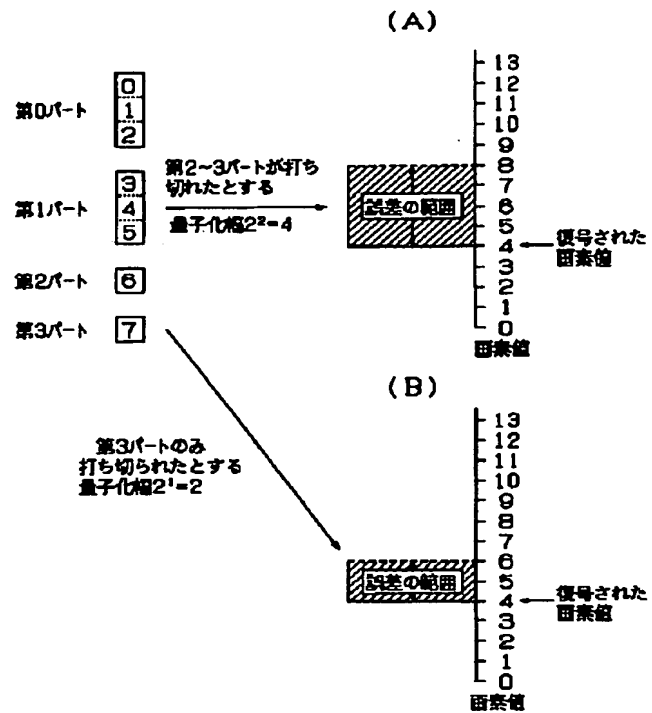 (A)
第0パート
0
1
2
第1パート
3
4
5
第2パート
6
第3パート
7
第2~3パートが打ち
切れたとする
量子化幅2²=4
13
12
11
10
9
8
7
6
5
4
3
2
1
0
誤差の範囲
復号された
画素値
画素値
(B)
第3パートのみ
打ち切られたとする
量子化幅2¹=2
13
12
11
10
9
8
7
6
5
4
3
2
1
0
誤差の範囲
復号された
画素値
画素値